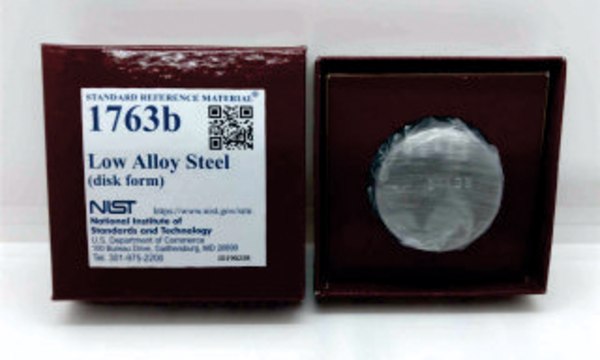 STANDARD REFERENCE MATERIAL®
1763b
Low Alloy Steel
(disk form)
NIST https://www.nist.gov/srm
National Institute of
Standards and Technology
U.S. Department of Commerce
100 Bureau Drive, Gaithersburg, MD 20899
Tel: 301-975-2200